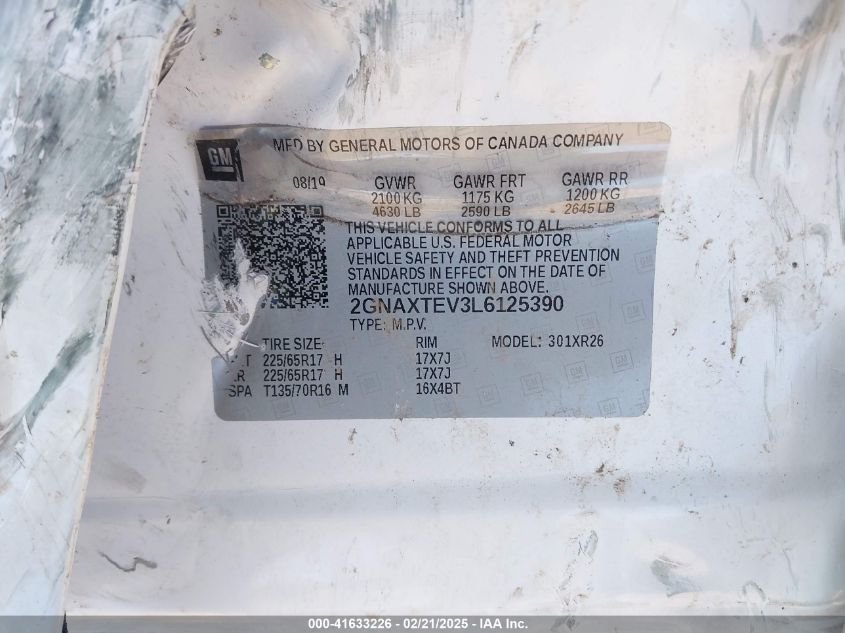 MFD BY GENERAL MOTORS OF CANADA COMPANY
GM
08/19 GVWR GAWR FRT GAWR RR
2100 KG 1175 KG 1200 KG
4630 LB 2590 LB 2645 LB
THIS VEHICLE CONFORMS TO ALL
APPLICABLE U.S. FEDERAL MOTOR
VEHICLE SAFETY AND THEFT PREVENTION
STANDARDS IN EFFECT ON THE DATE OF
MANUFACTURE SHOWN ABOVE.
2GNAXTEV3L6125390
TYPE: M.P.V.
TIRE SIZE: RIM MODEL: 301XR26
225/65R17 H 17X7J
225/65R17 H 17X7J
SPA T135/70R16 M 16X4BT
000-41633226 - 02/21/2025 - IAA Inc.